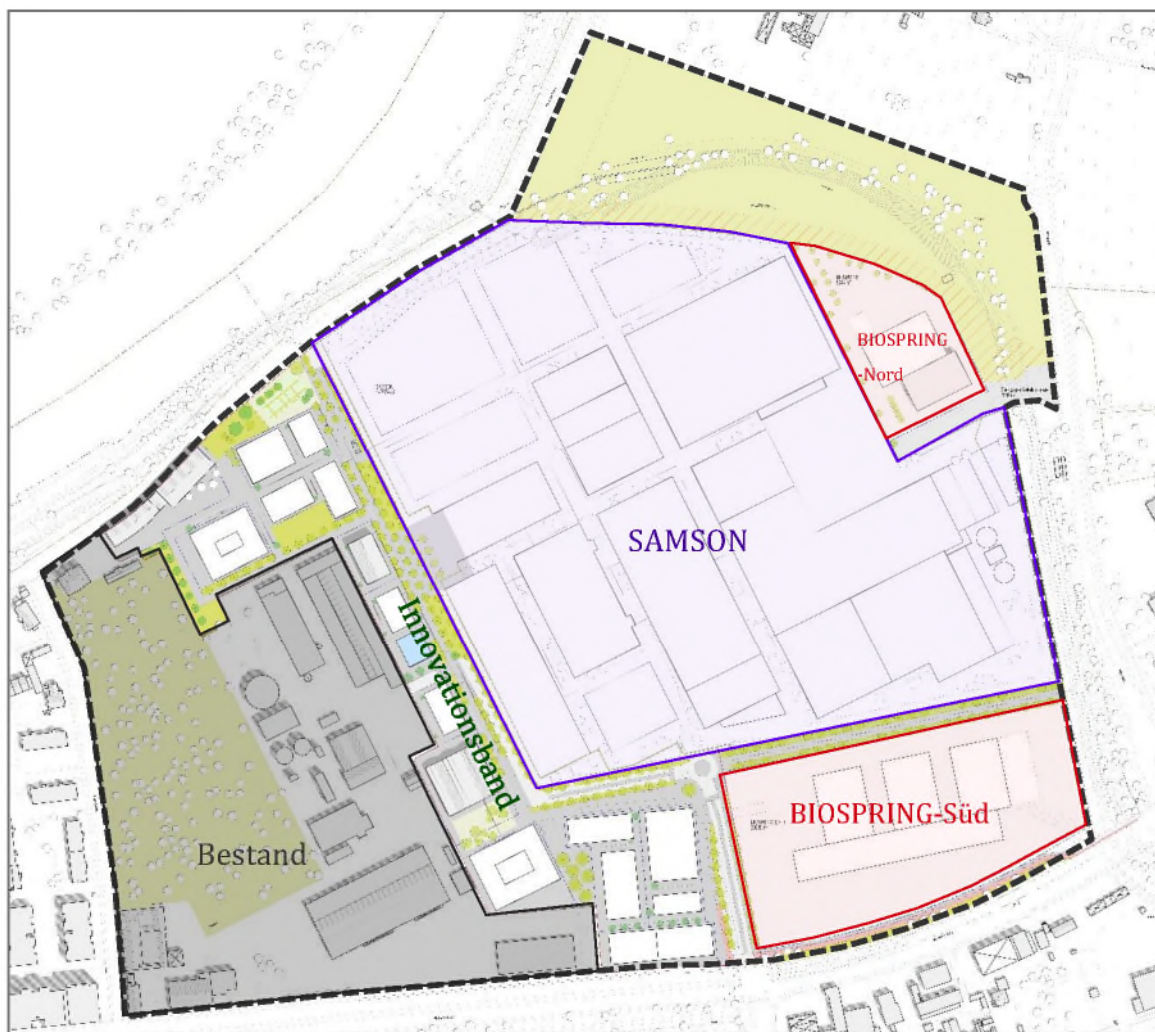 BIOSPRING
-Nord
SAMSON
Innovationsband
BIOSPRING-Süd
Bestand